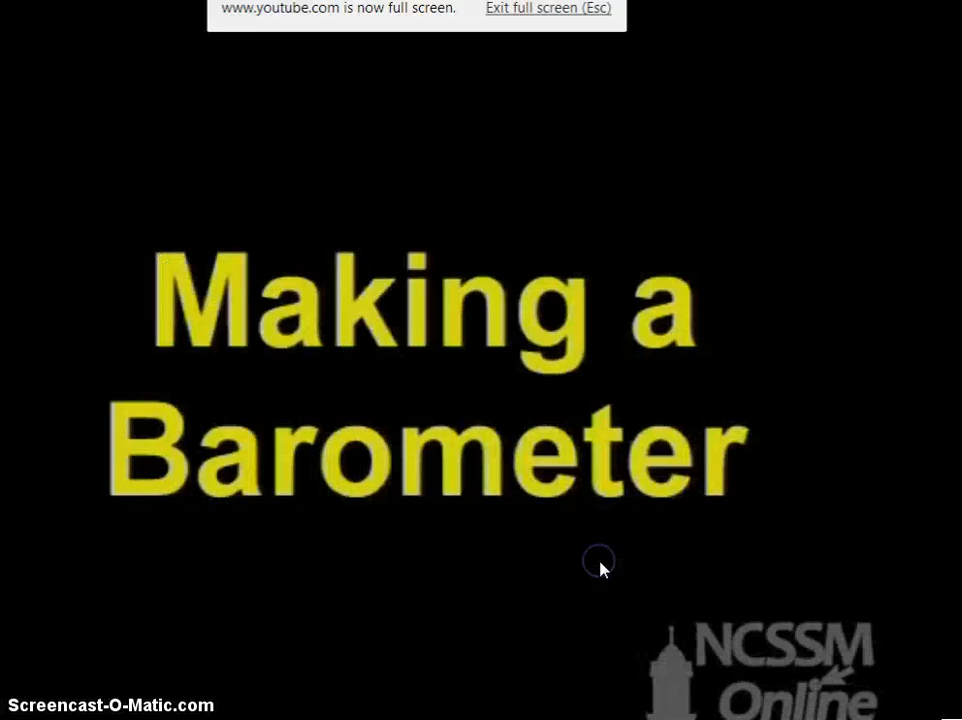 www.youtube.com is now full screen. Exit full screen (Esc)
Making a
Barometer
NCSSM
Online
Screencast-O-Matic.com